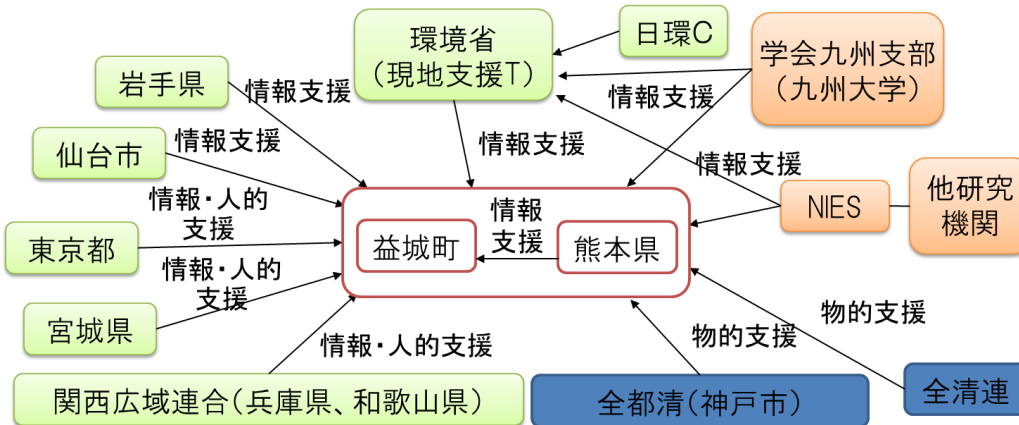 環境省
(現地支援T)
日環C
学会九州支部
(九州大学)
岩手県
情報支援
情報支援
仙台市
情報支援
情報支援
情報支援
情報・人的
支援
東京都
情報
支援
益城町
熊本県
NIES
他研究
機関
情報・人的
支援
宮城県
情報・人的支援
物的支援
物的支援
関西広域連合(兵庫県、和歌山県)
全都清(神戸市)
全清連